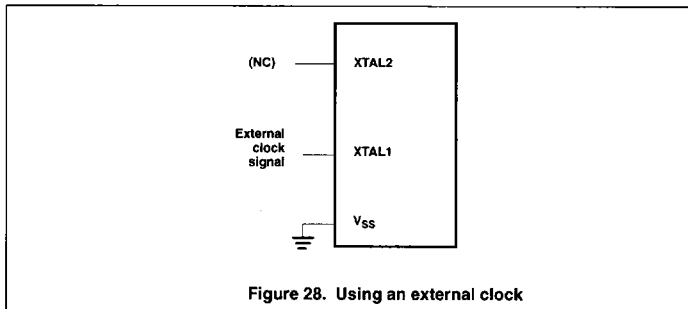 (NC) XTAL2
External
clock
signal
XTAL1
VSS
Figure 28. Using an external clock